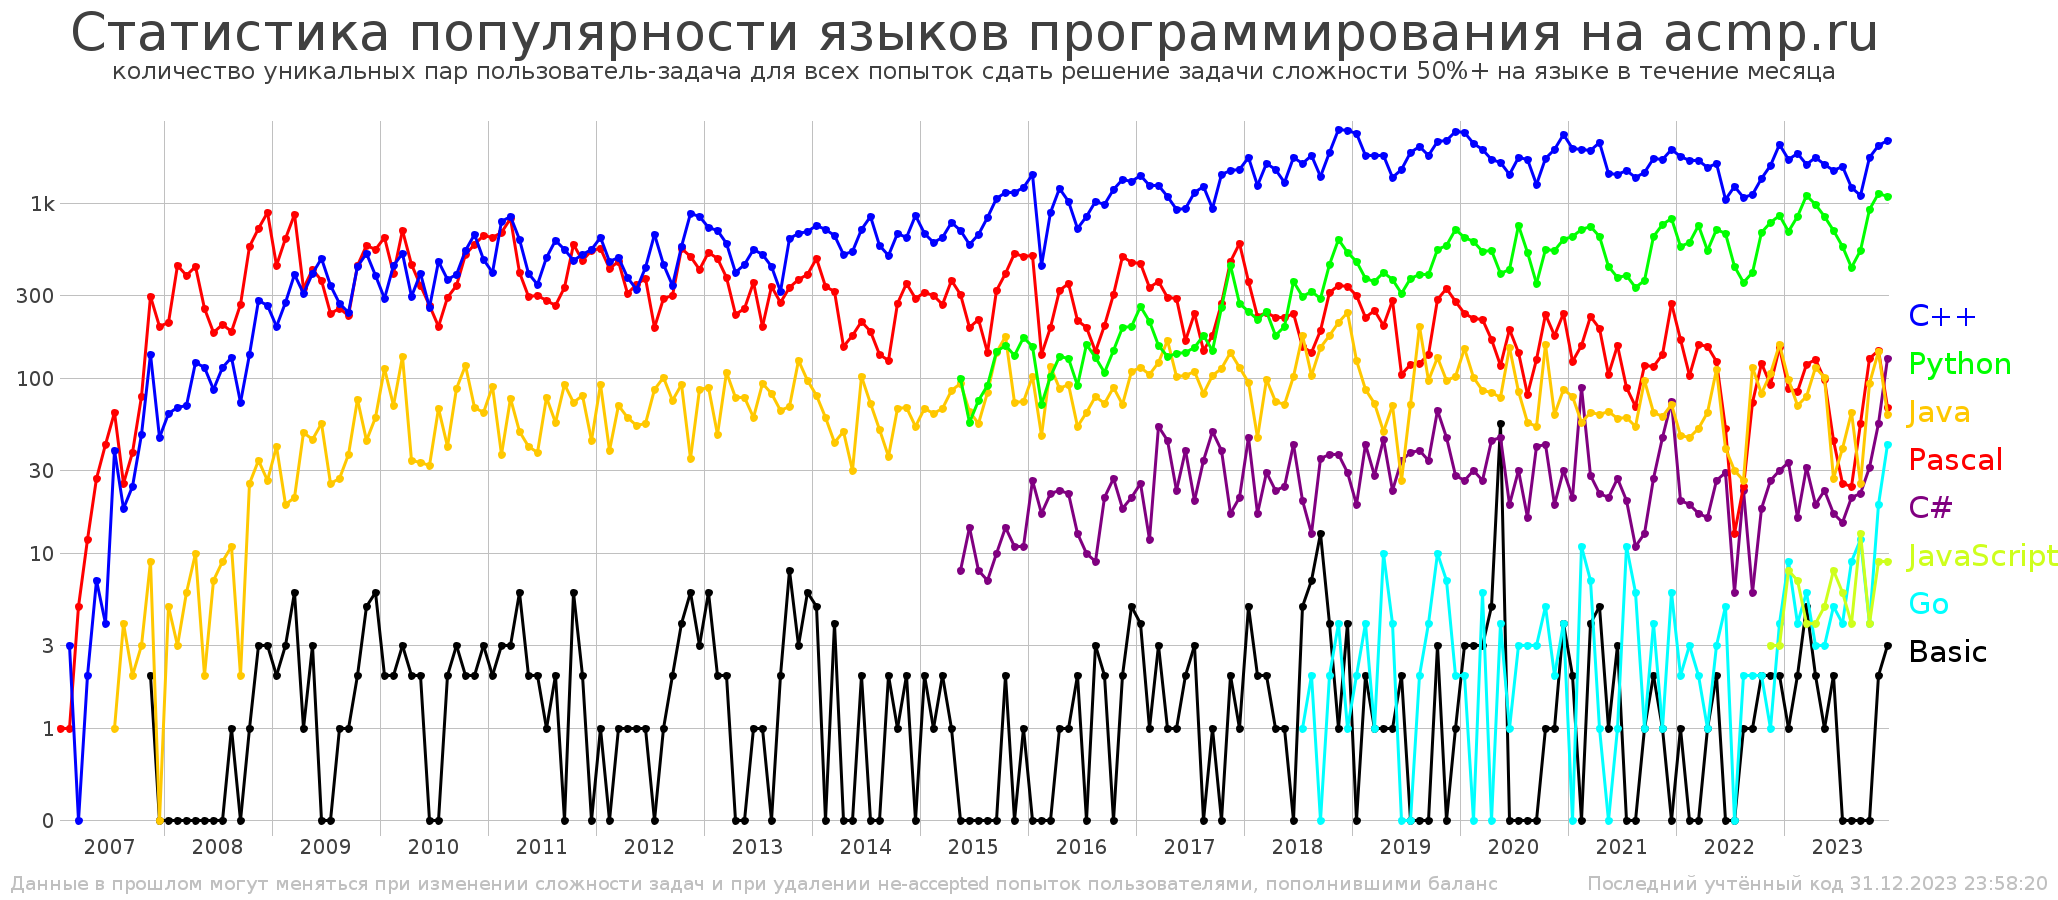 Статистика популярности языков программирования на acmp.ru
количество уникальных пар пользователь-задача для всех попыток сдать решение задачи сложности 50%+ на языке в течение месяца
1k
300
100
30
10
3
1
0
C++
Python
Java
Pascal
C#
JavaScript
Go
Basic
2007 2008 2009 2010 2011 2012 2013 2014 2015 2016 2017 2018 2019 2020 2021 2022 2023
Данные в прошлом могут меняться при изменении сложности задач и при удалении не-accepted попыток пользователями, пополнившими баланс
Последний учтённый код 31.12.2023 23:58:20